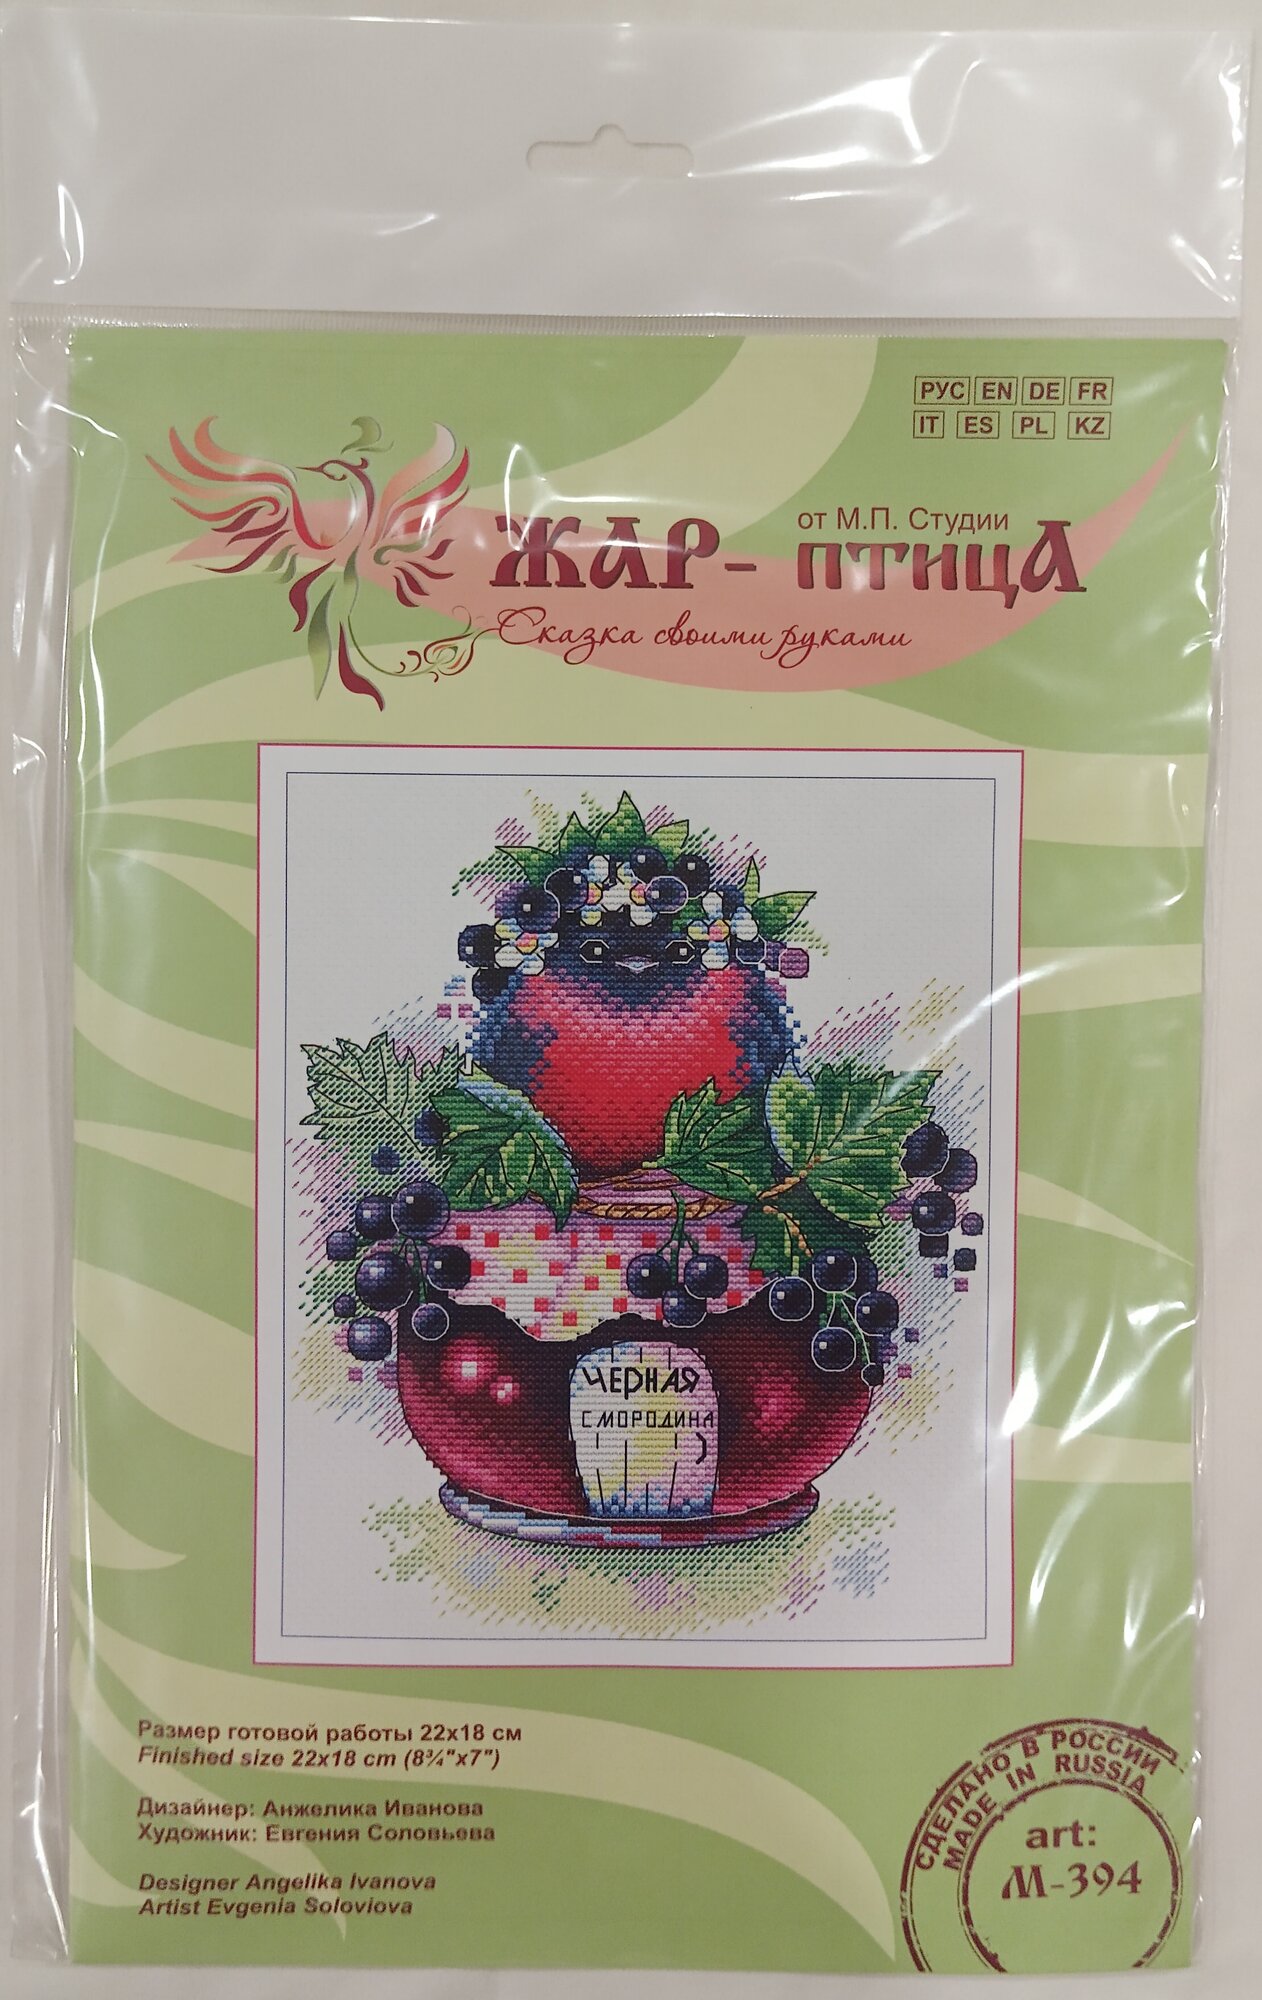 РУС EN DE FR
IT ES PL KZ
от М.П. Студии
ЖАР-ПТИЦА
Сказка своими руками
ЧЕРНАЯ
СМОРОДИНА
Размер готовой работы 22х18 см
Finished size 22x18 cm (8¾"x7")
Дизайнер: Анжелика Иванова
Художник: Евгения Соловьева
Designer Angelika Ivanova
Artist Evgenia Soloviova
СДЕЛАНО В РОССИИ
MADE IN RUSSIA
art:
М-394